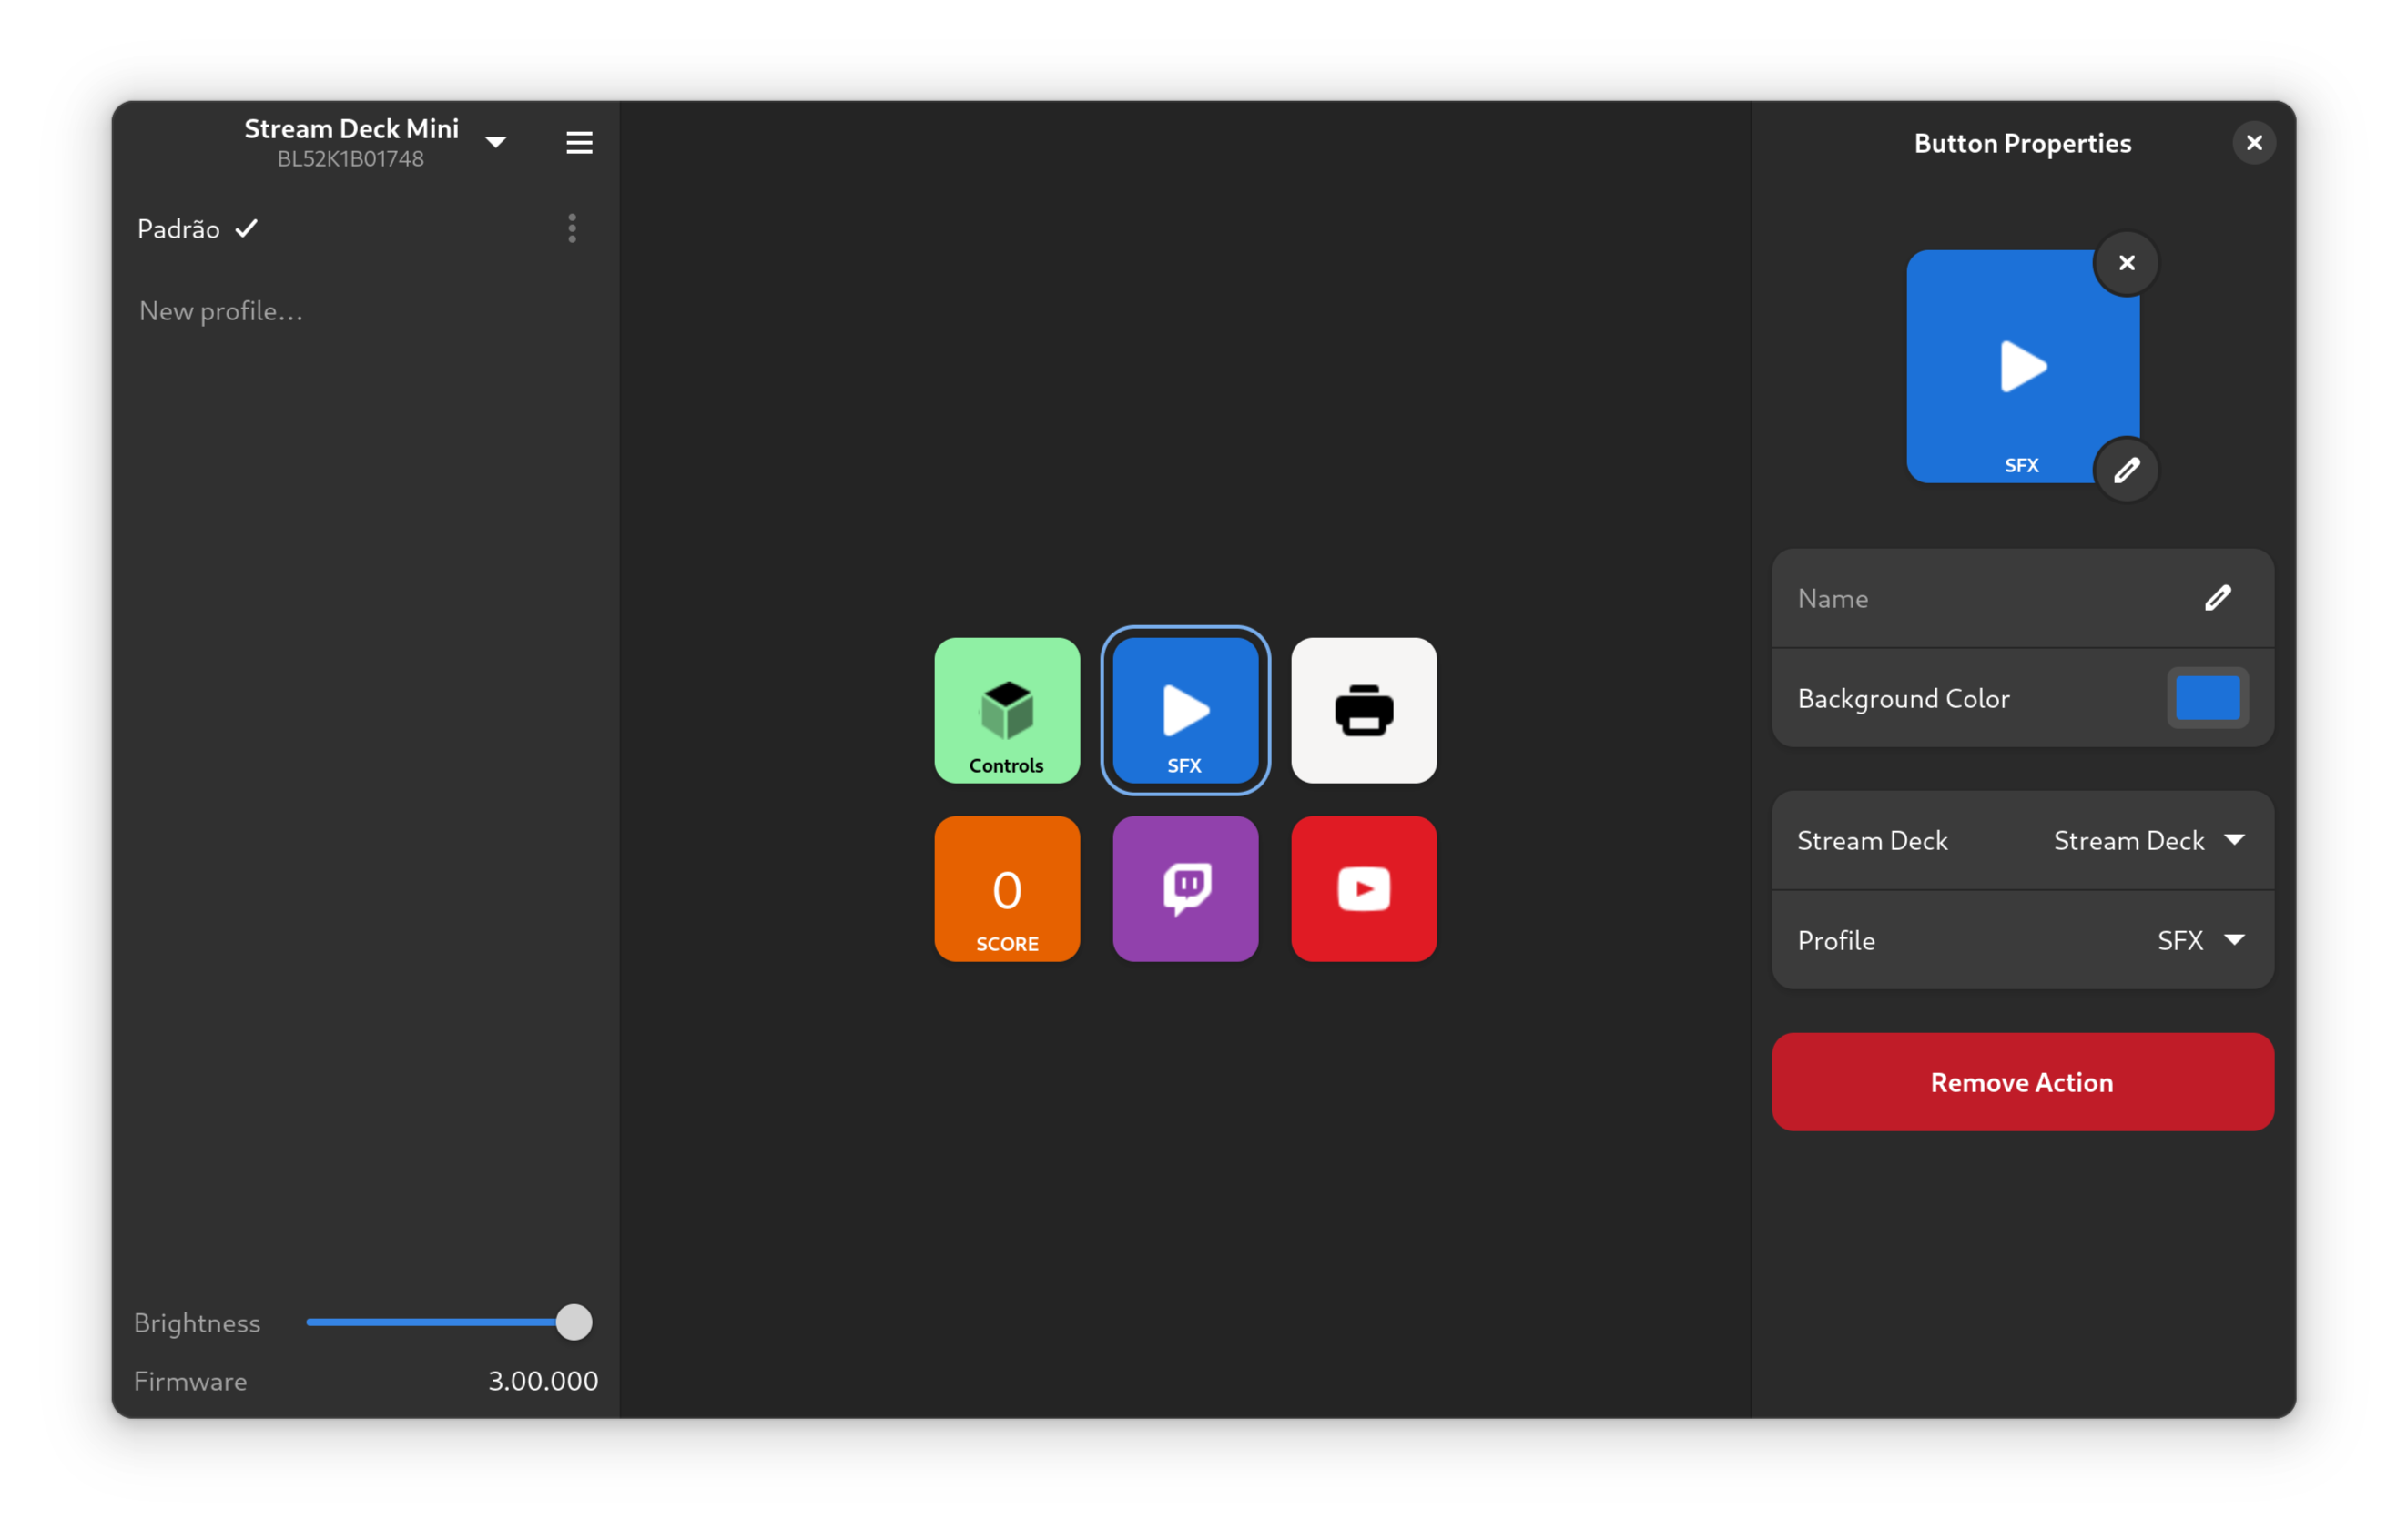 Stream Deck Mini
BL52K1B01748
Padrão
New profile...
Brightness
Firmware 3.00.000
Controls
SFX
0
SCORE
Button Properties
SFX
Name
Background Color
Stream Deck Stream Deck
Profile SFX
Remove Action